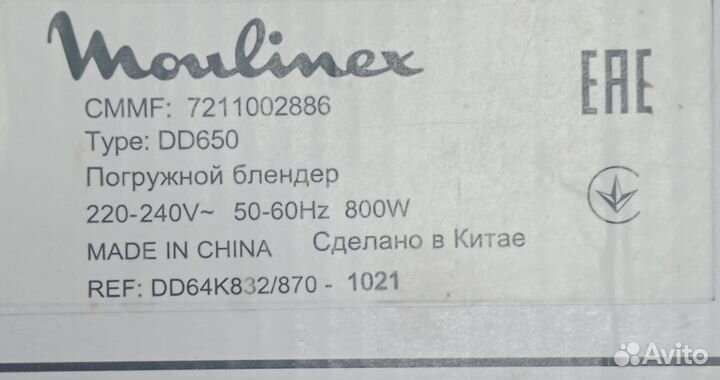 Moulinex
EAC
CMMF: 7211002886
Type: DD650
Погружной блендер
220-240V~ 50-60Hz 800W
MADE IN CHINA Сделано в Китае
REF: DD64K832/870 - 1021
Avito